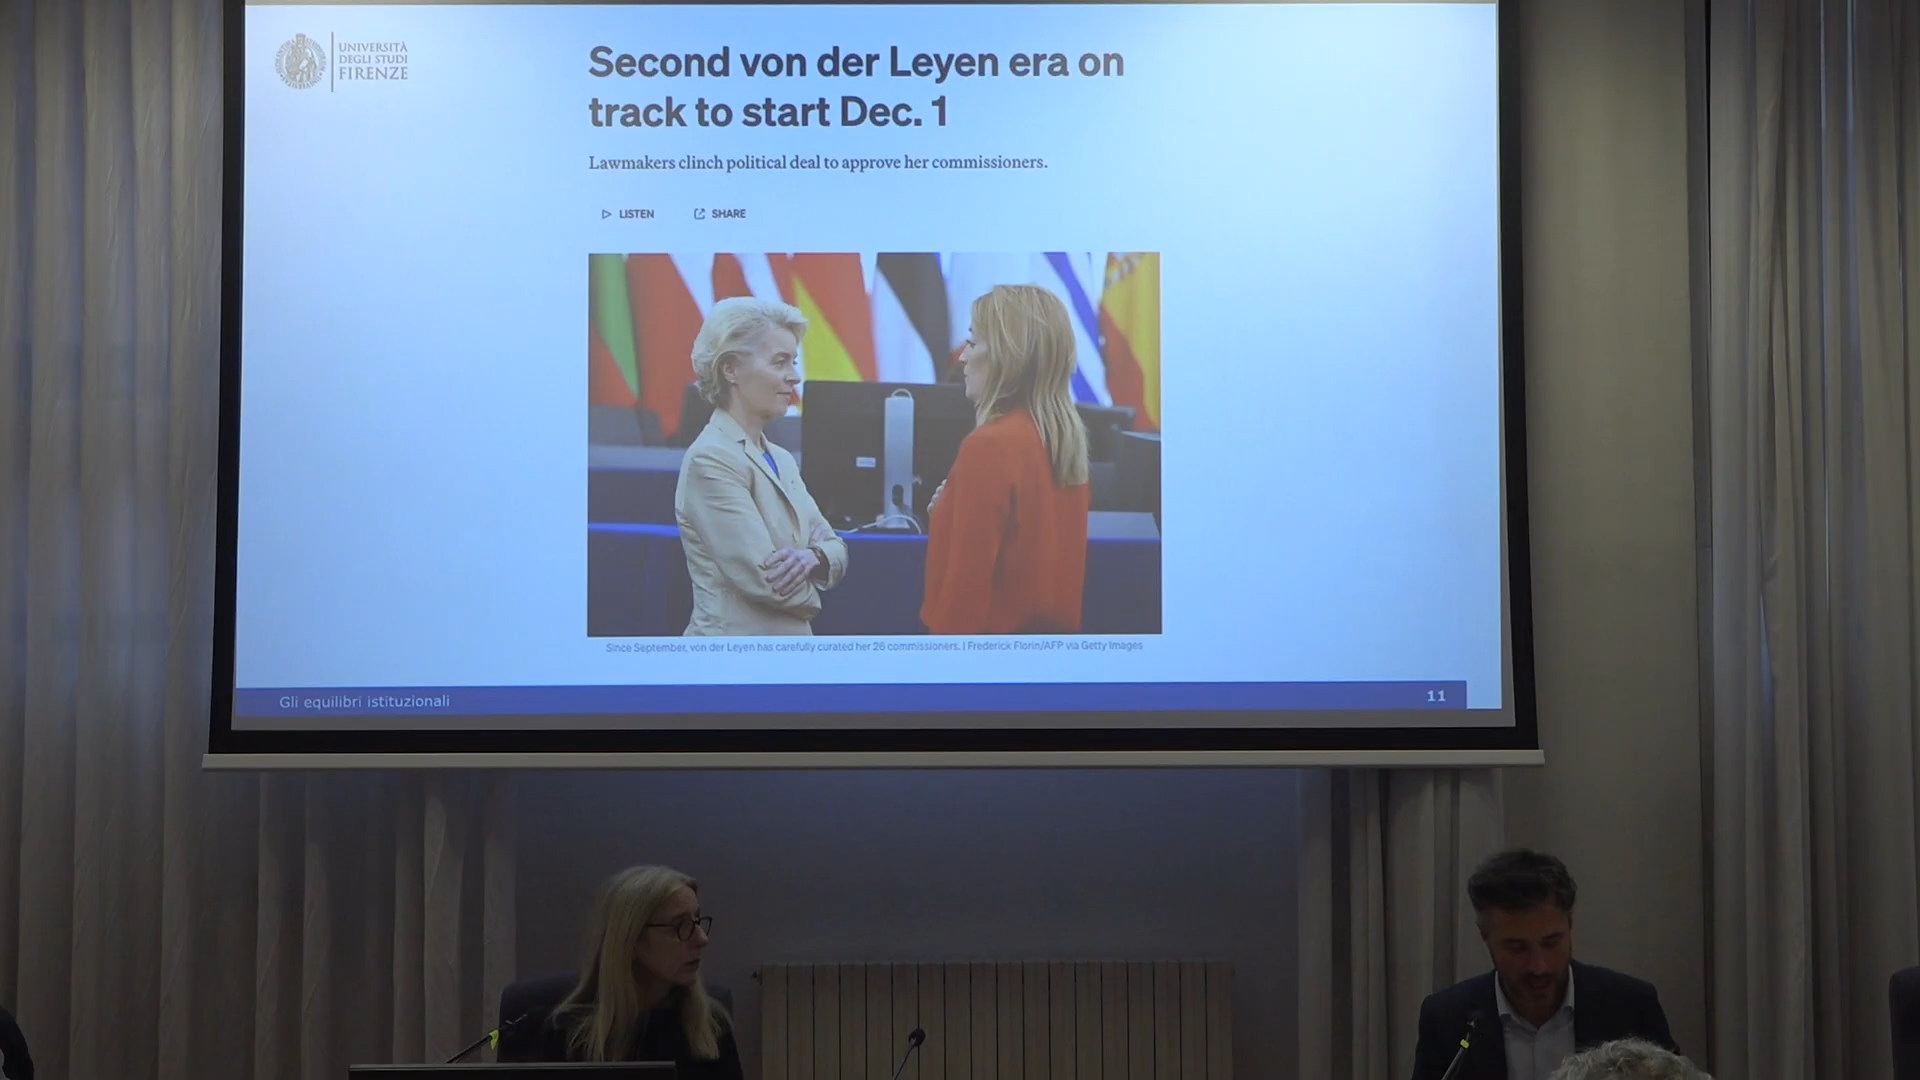 UNIVERSITÀ
DEGLI STUDI
FIRENZE
Second von der Leyen era on
track to start Dec. 1
Lawmakers clinch political deal to approve her commissioners.
LISTEN SHARE
Since September, von der Leyen has carefully curated her 26 commissioners. | Frederick Florin/AFP via Getty Images
Gli equilibri istituzionali 11